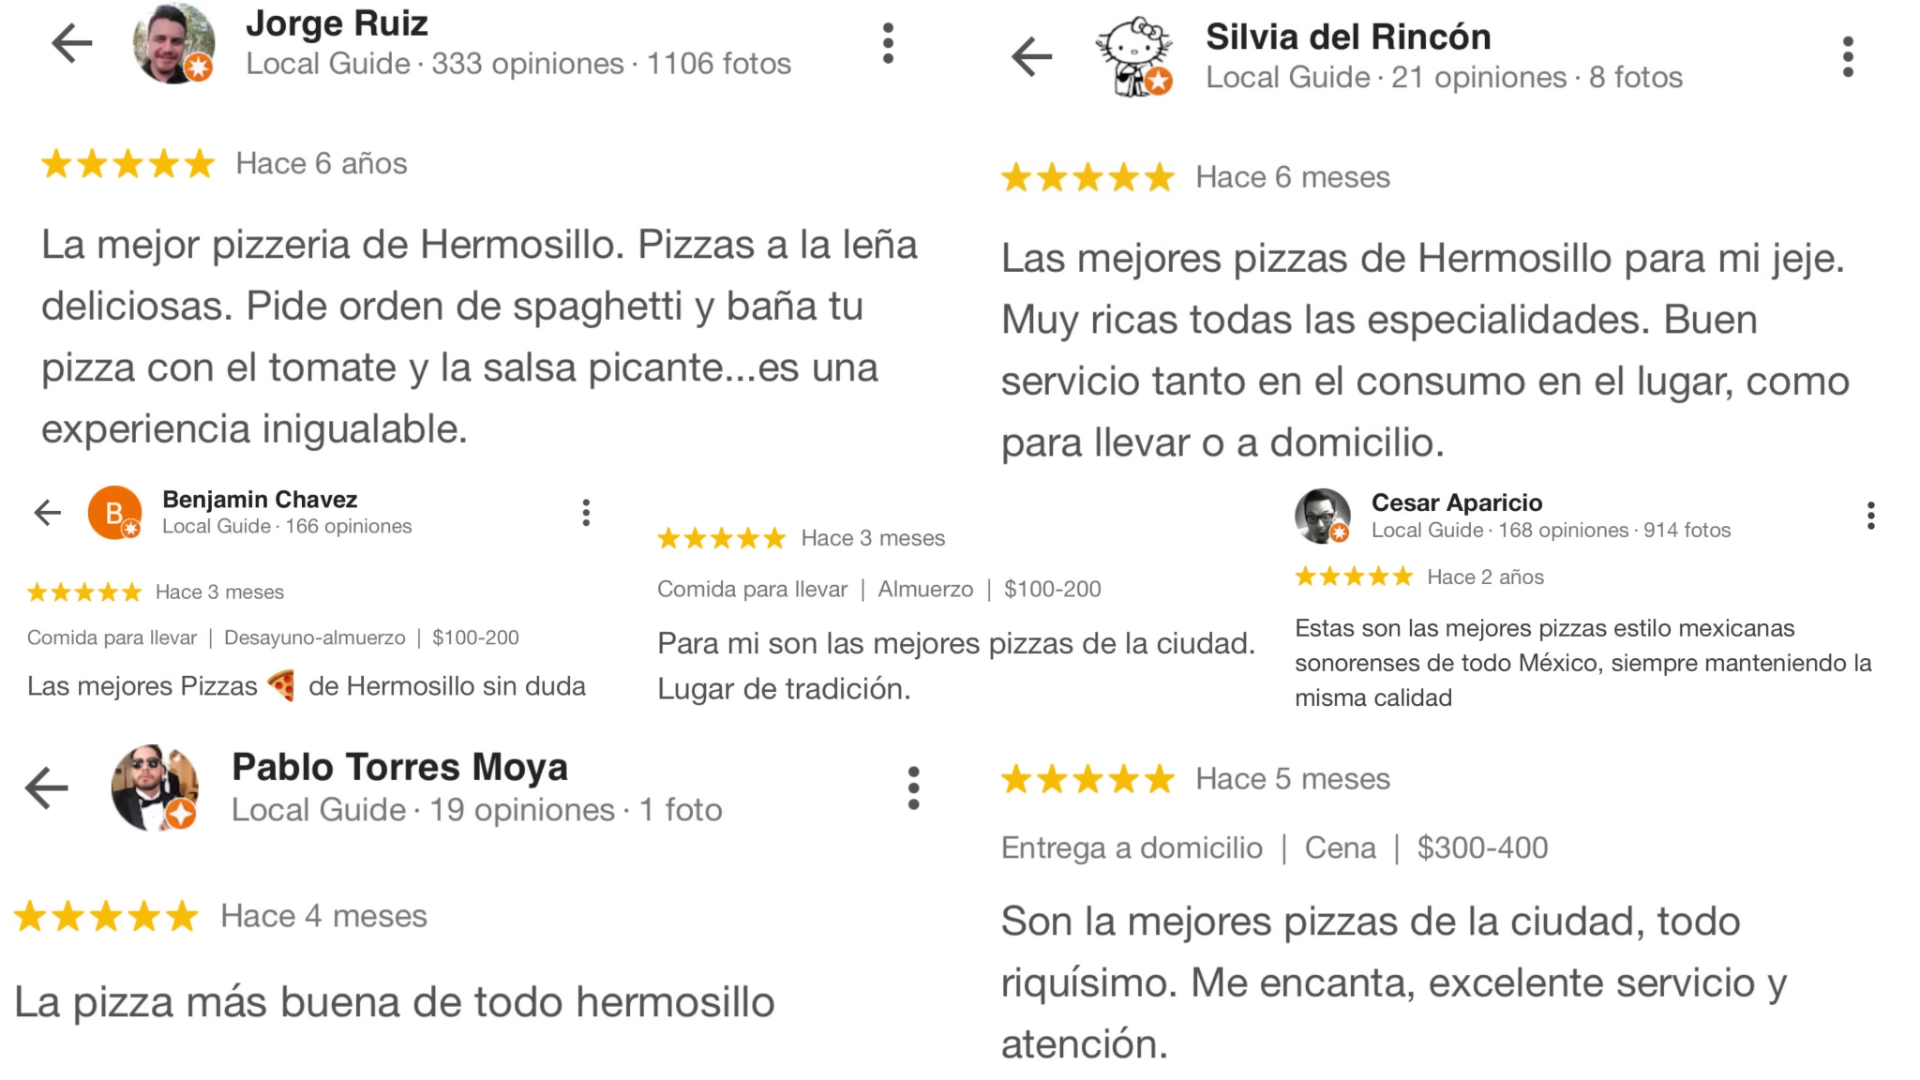 Jorge Ruiz
Local Guide · 333 opiniones · 1106 fotos
Hace 6 años
La mejor pizzeria de Hermosillo. Pizzas a la leña
deliciosas. Pide orden de spaghetti y baña tu
pizza con el tomate y la salsa picante...es una
experiencia inigualable.
Silvia del Rincón
Local Guide · 21 opiniones · 8 fotos
Hace 6 meses
Las mejores pizzas de Hermosillo para mi jeje.
Muy ricas todas las especialidades. Buen
servicio tanto en el consumo en el lugar, como
para llevar o a domicilio.
B
Benjamin Chavez
Local Guide · 166 opiniones
Hace 3 meses
Comida para llevar | Desayuno-almuerzo | $100-200
Las mejores Pizzas 🍕 de Hermosillo sin duda
Hace 3 meses
Comida para llevar | Almuerzo | $100-200
Para mi son las mejores pizzas de la ciudad.
Lugar de tradición.
Cesar Aparicio
Local Guide · 168 opiniones · 914 fotos
Hace 2 años
Estas son las mejores pizzas estilo mexicanas
sonorenses de todo México, siempre manteniendo la
misma calidad
Pablo Torres Moya
Local Guide · 19 opiniones · 1 foto
Hace 4 meses
La pizza más buena de todo hermosillo
Hace 5 meses
Entrega a domicilio | Cena | $300-400
Son la mejores pizzas de la ciudad, todo
riquísimo. Me encanta, excelente servicio y
atención.